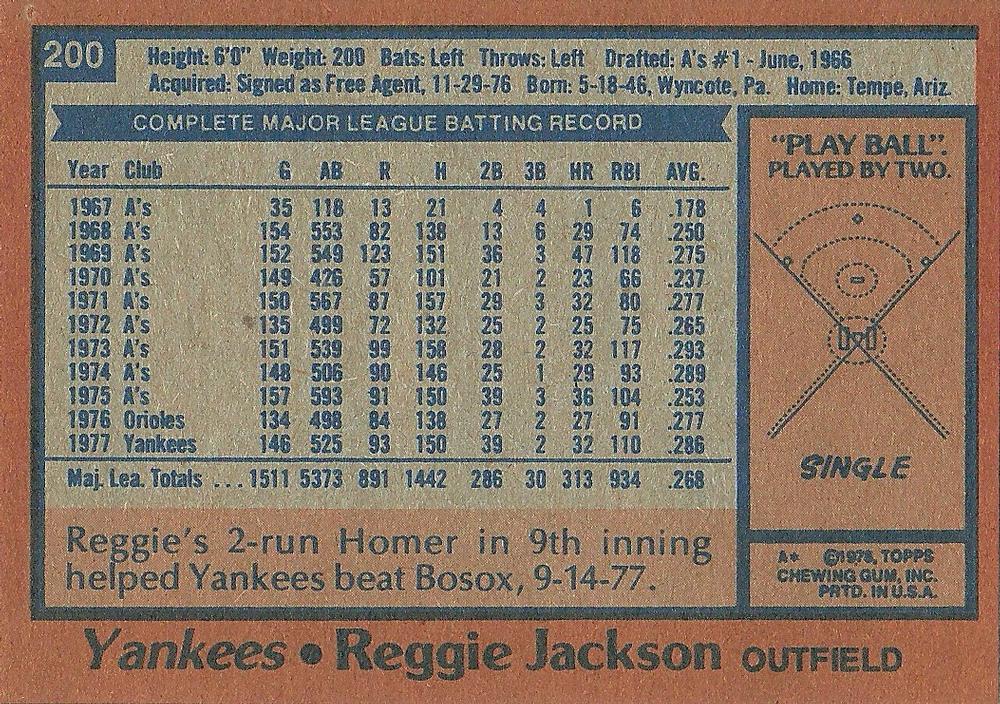 200
Height: 6'0" Weight: 200 Bats: Left Throws: Left Drafted: A's #1 - June, 1966
Acquired: Signed as Free Agent, 11-29-76 Born: 5-18-46, Wyncote, Pa. Home: Tempe, Ariz.
COMPLETE MAJOR LEAGUE BATTING RECORD
Year Club G AB R H 2B 3B HR RBI AVG.
1967 A's 35 118 13 21 4 4 1 6 .178
1968 A's 154 553 82 138 13 6 29 74 .250
1969 A's 152 549 123 151 36 3 47 118 .275
1970 A's 149 426 57 101 21 2 23 66 .237
1971 A's 150 567 87 157 29 3 32 80 .277
1972 A's 135 499 72 132 25 2 25 75 .265
1973 A's 151 539 99 158 28 2 32 117 .293
1974 A's 148 506 90 146 25 1 29 93 .289
1975 A's 157 593 91 150 39 3 36 104 .253
1976 Orioles 134 498 84 138 27 2 27 91 .277
1977 Yankees 146 525 93 150 39 2 32 110 .286
Maj. Lea. Totals ... 1511 5373 891 1442 286 30 313 934 .268
Reggie's 2-run Homer in 9th inning
helped Yankees beat Bosox, 9-14-77.
"PLAY BALL".
PLAYED BY TWO.
SINGLE
A* ©1978, TOPPS
CHEWING GUM, INC.
PRTD. IN U.S.A.
Yankees • Reggie Jackson OUTFIELD